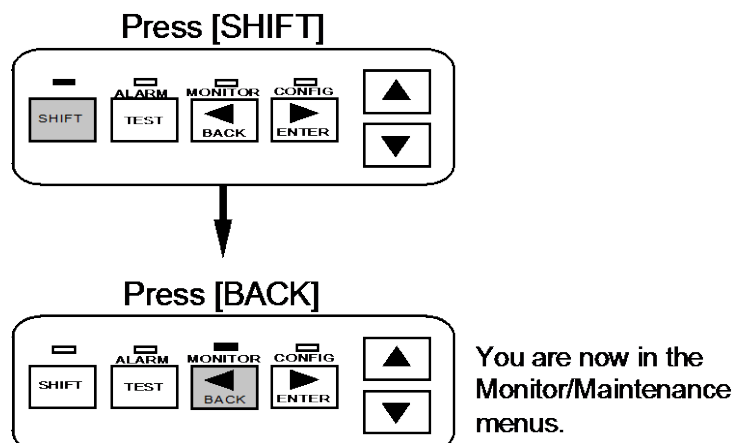 Press [SHIFT]
ALARM MONITOR CONFIG
SHIFT TEST BACK ENTER
Press [BACK]
ALARM MONITOR CONFIG
SHIFT TEST BACK ENTER
You are now in the
Monitor/Maintenance
menus.